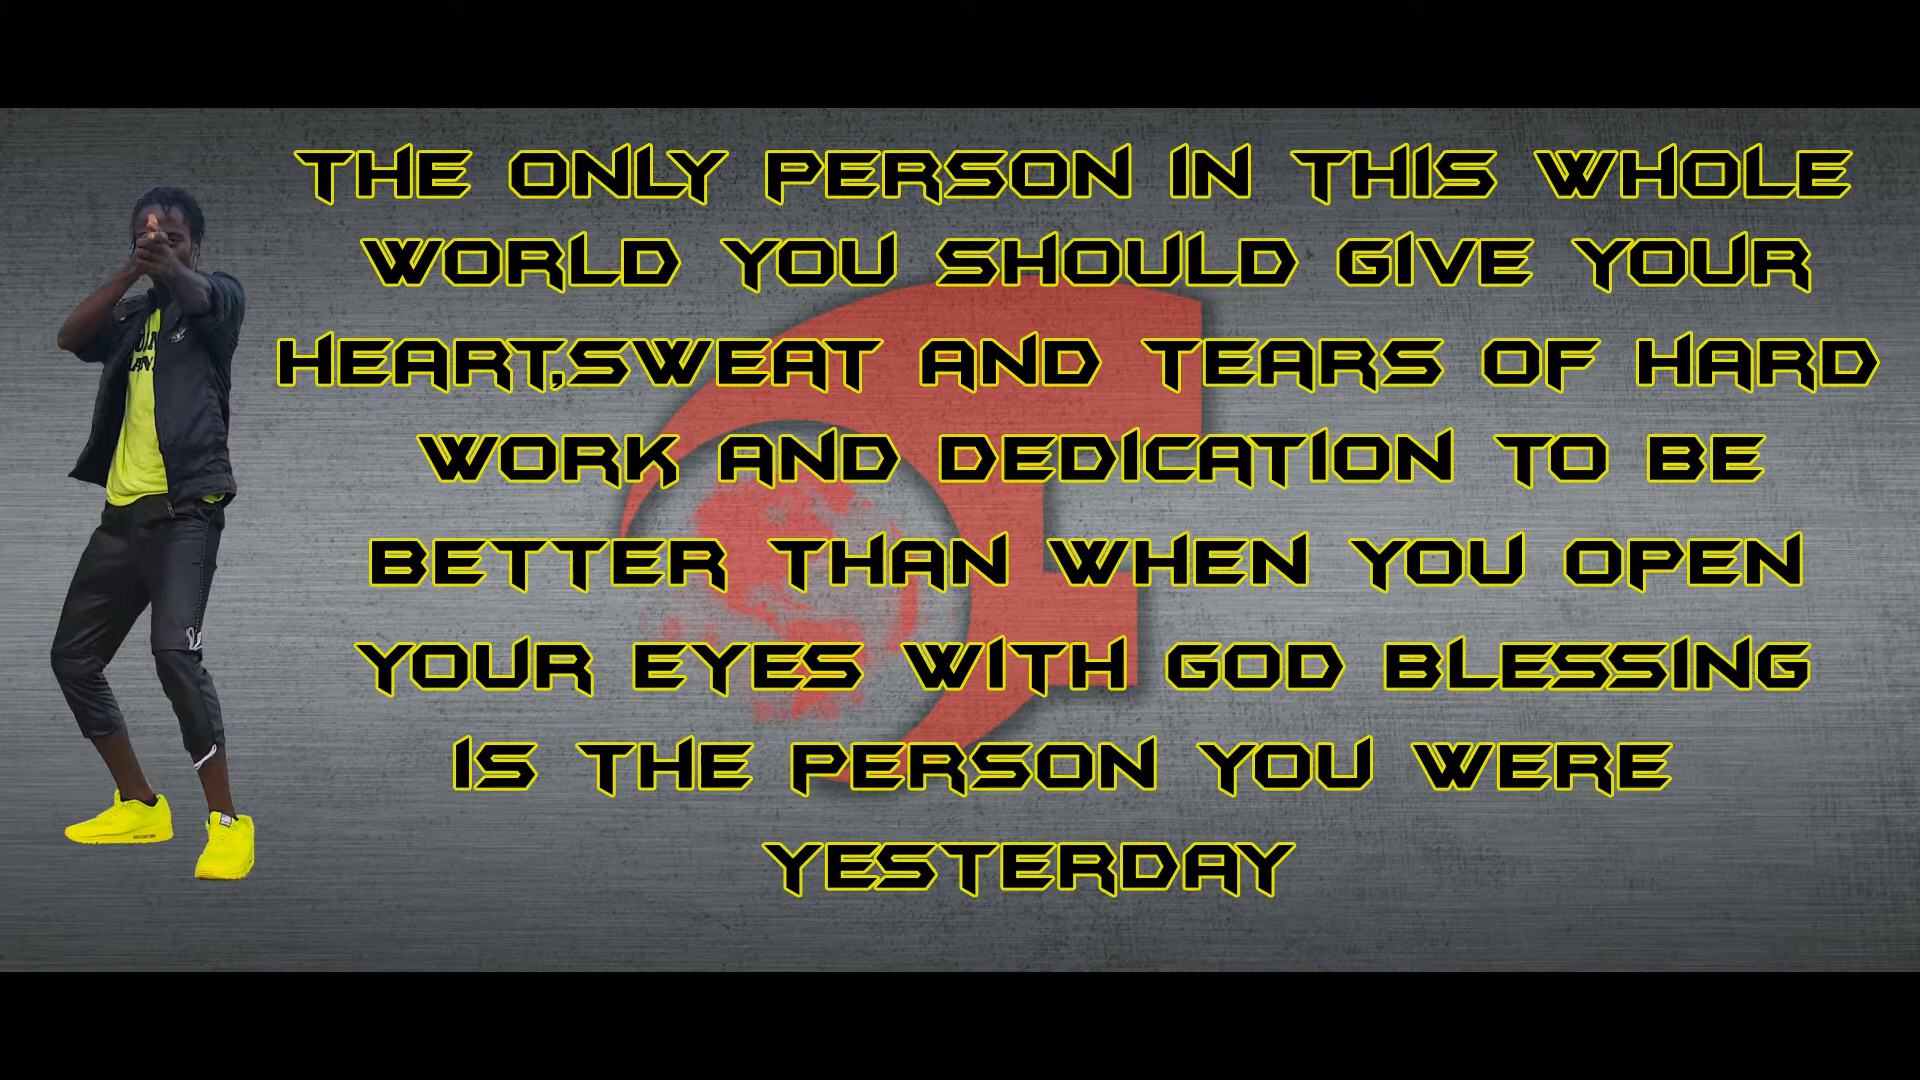 THE ONLY PERSON IN THIS WHOLE
WORLD YOU SHOULD GIVE YOUR
HEART,SWEAT AND TEARS OF HARD
WORK AND DEDICATION TO BE
BETTER THAN WHEN YOU OPEN
YOUR EYES WITH GOD BLESSING
IS THE PERSON YOU WERE
YESTERDAY